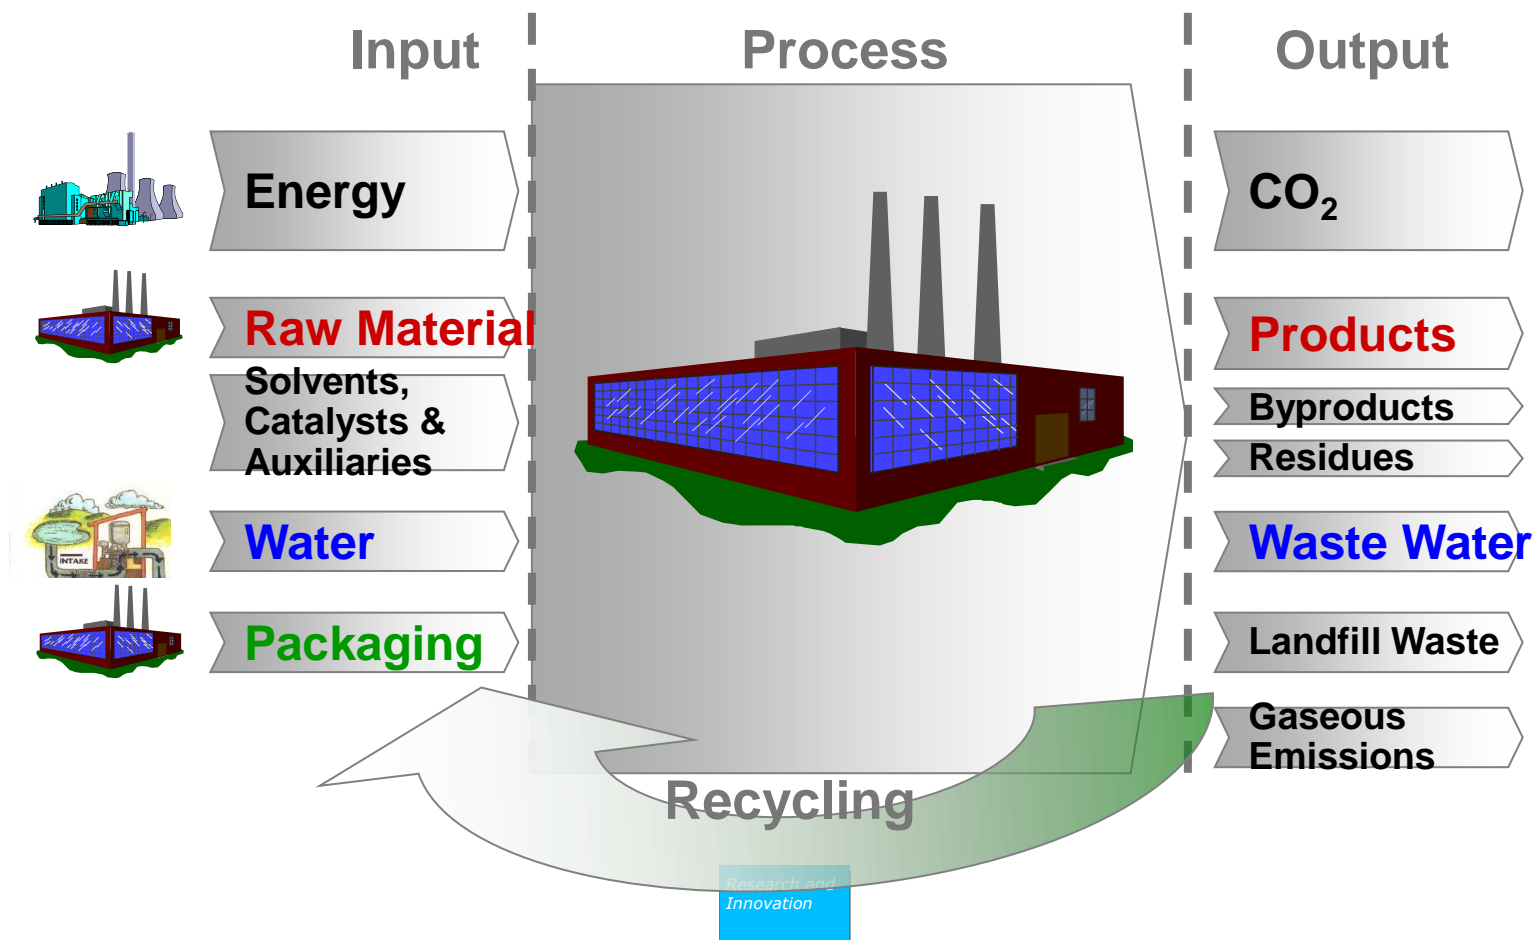 Input
Process
Output
Energy
CO₂
Raw Material
Products
Solvents,
Catalysts &
Auxiliaries
Byproducts
Residues
INTAKE
Water
Waste Water
Packaging
Landfill Waste
Gaseous
Emissions
Recycling
Research and
Innovation